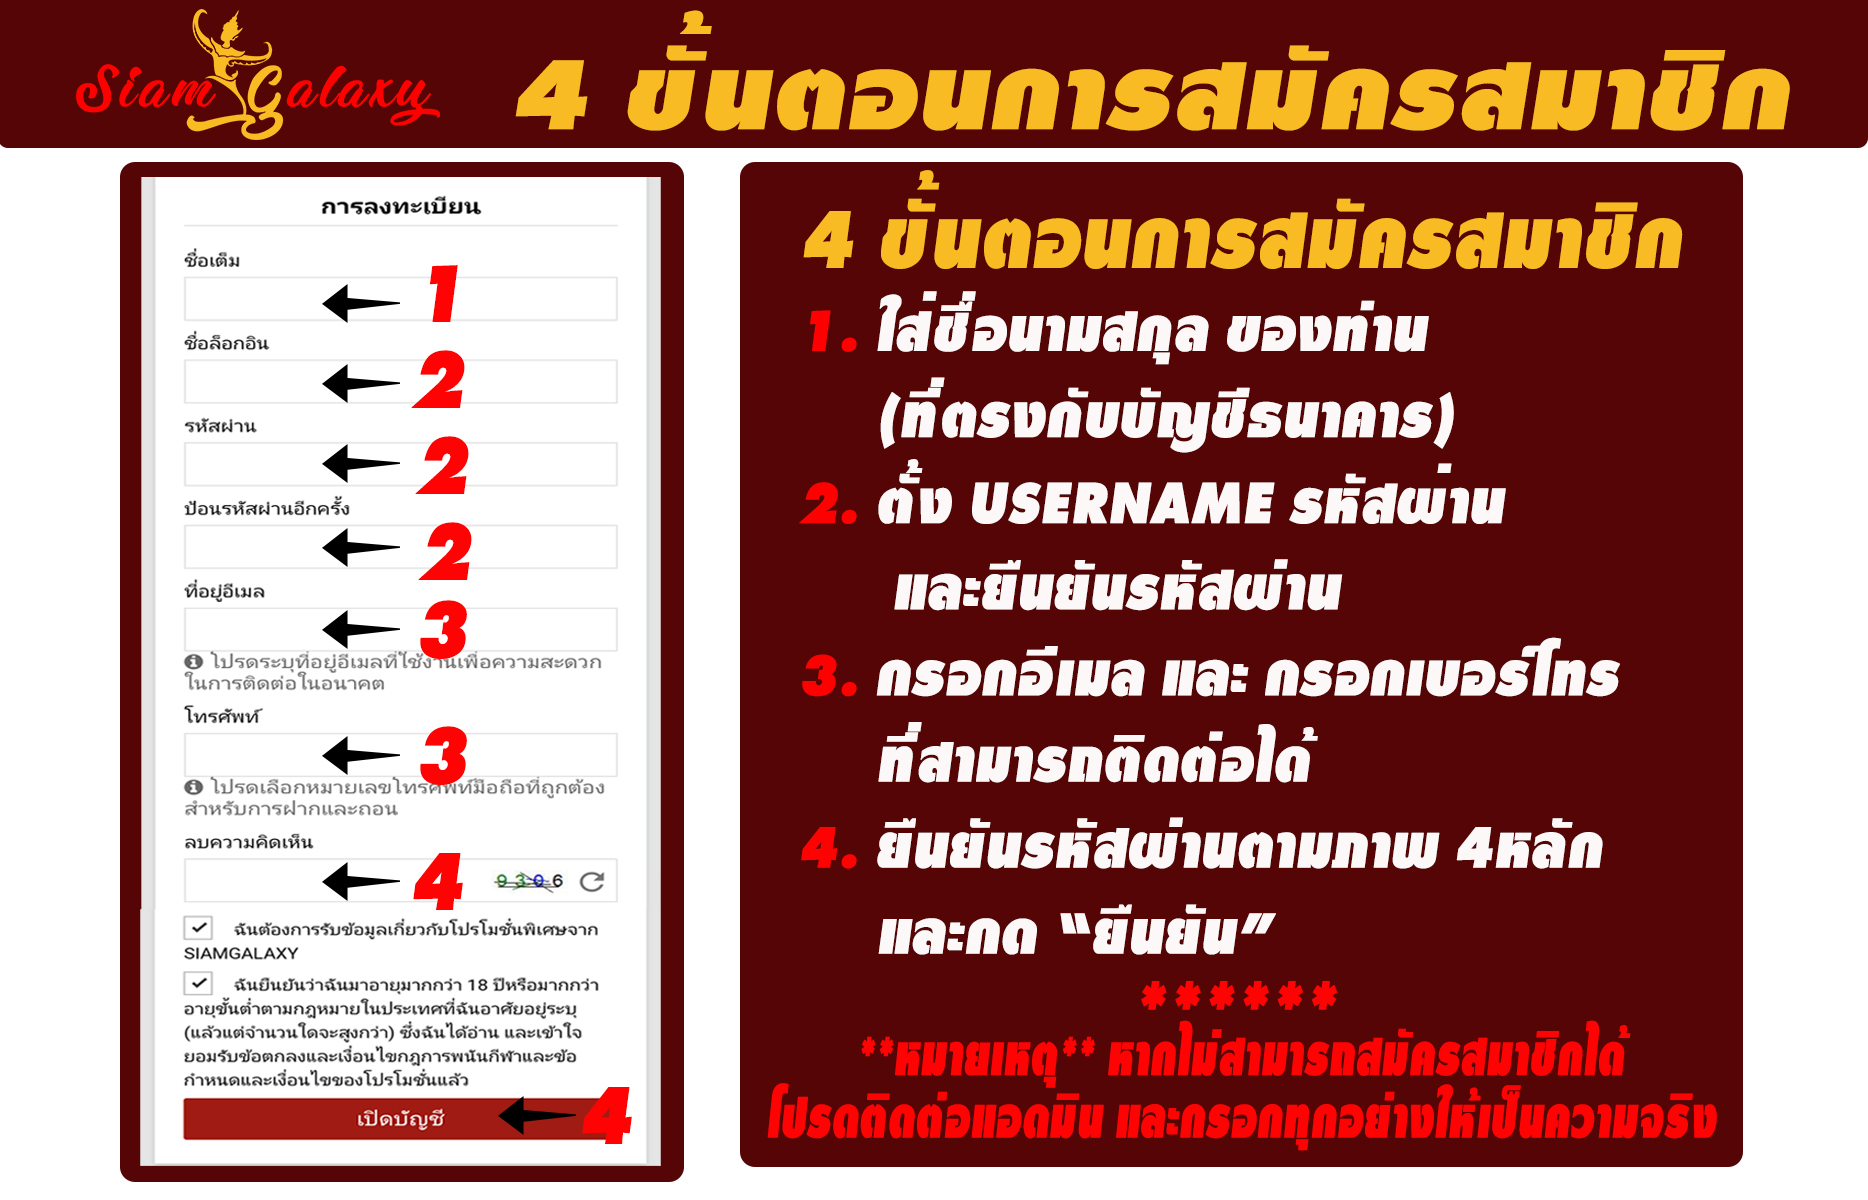 Siam Galaxy
4 ขั้นตอนการสมัครสมาชิก
การลงทะเบียน
ชื่อเต็ม
1
ชื่อล็อกอิน
2
รหัสผ่าน
2
ป้อนรหัสผ่านอีกครั้ง
2
ที่อยู่อีเมล
3
โปรดระบุที่อยู่อีเมลที่ใช้งานเพื่อความสะดวก
ในการติดต่อในอนาคต
โทรศัพท์
3
โปรดเลือกหมายเลขโทรศัพท์มือถือที่ถูกต้อง
สำหรับการฝากและถอน
ลบความคิดเห็น
4 9306
ฉันต้องการรับข้อมูลเกี่ยวกับโปรโมชั่นพิเศษจาก
SIAMGALAXY
ฉันยืนยันว่าฉันมาอายุมากกว่า 18 ปีหรือมากกว่า
อายุขั้นต่ำตามกฎหมายในประเทศที่ฉันอาศัยอยู่ระบุ
(แล้วแต่จำนวนใดจะสูงกว่า) ซึ่งฉันได้อ่าน และเข้าใจ
ยอมรับข้อตกลงและเงื่อนไขกฎการพนันกีฬาและข้อ
กำหนดและเงื่อนไขของโปรโมชั่นแล้ว
เปิดบัญชี 4
4 ขั้นตอนการสมัครสมาชิก
1. ใส่ชื่อนามสกุล ของท่าน
(ที่ตรงกับบัญชีธนาคาร)
2. ตั้ง USERNAME รหัสผ่าน
และยืนยันรหัสผ่าน
3. กรอกอีเมล และ กรอกเบอร์โทร
ที่สามารถติดต่อได้
4. ยืนยันรหัสผ่านตามภาพ 4หลัก
และกด “ยืนยัน”
******
**หมายเหตุ** หากไม่สามารถสมัครสมาชิกได้
โปรดติดต่อแอดมิน และกรอกทุกอย่างให้เป็นความจริง